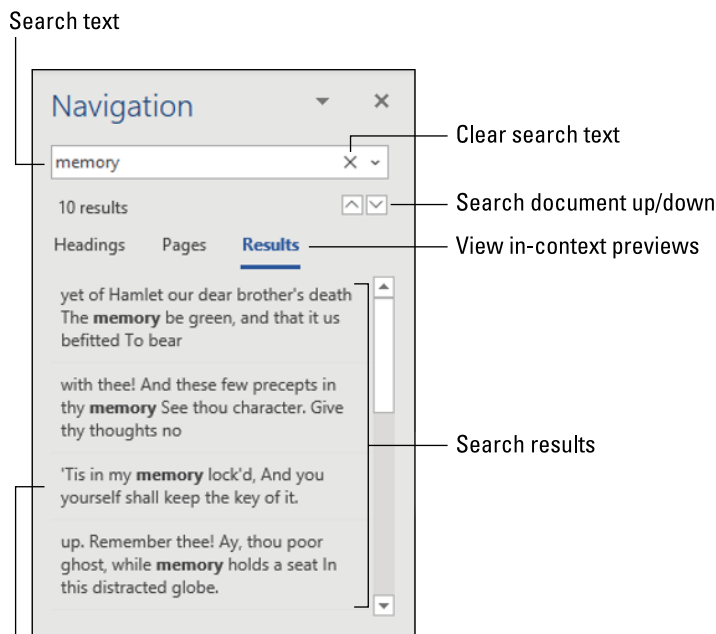 Search text
Navigation
Clear search text
memory
10 results
Search document up/down
Headings Pages Results
View in-context previews
yet of Hamlet our dear brother's death
The memory be green, and that it us
befitted To bear
with thee! And these few precepts in
thy memory See thou character. Give
thy thoughts no
Search results
'Tis in my memory lock'd, And you
yourself shall keep the key of it.
up. Remember thee! Ay, thou poor
ghost, while memory holds a seat In
this distracted globe.